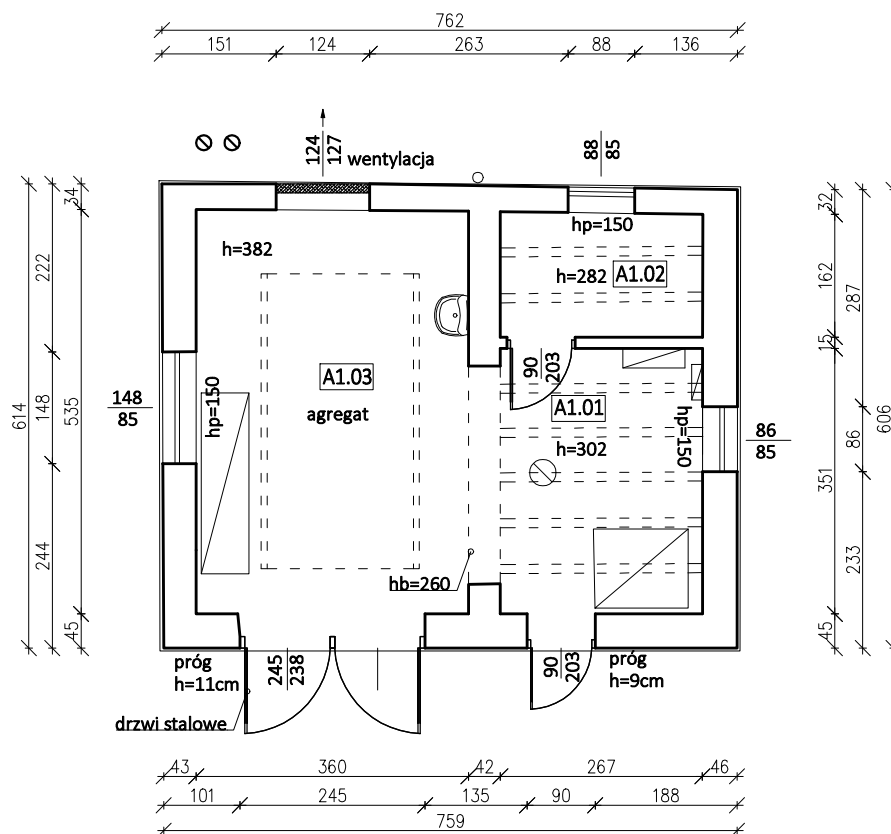 762
151 124 263 88 136
124
127
wentylacja
88
85
34
32
hp=150
h=382
h=282 A1.02
222
162
287
15
90
203
A1.03
A1.01
148
85
hp=150
agregat
hp=150
h=302
86
85
614
148
535
351
86
606
244
hb=260
233
45
45
próg
h=11cm
245
238
90
203
próg
h=9cm
drzwi stalowe
43 360 42 267 46
101 245 135 90 188
759